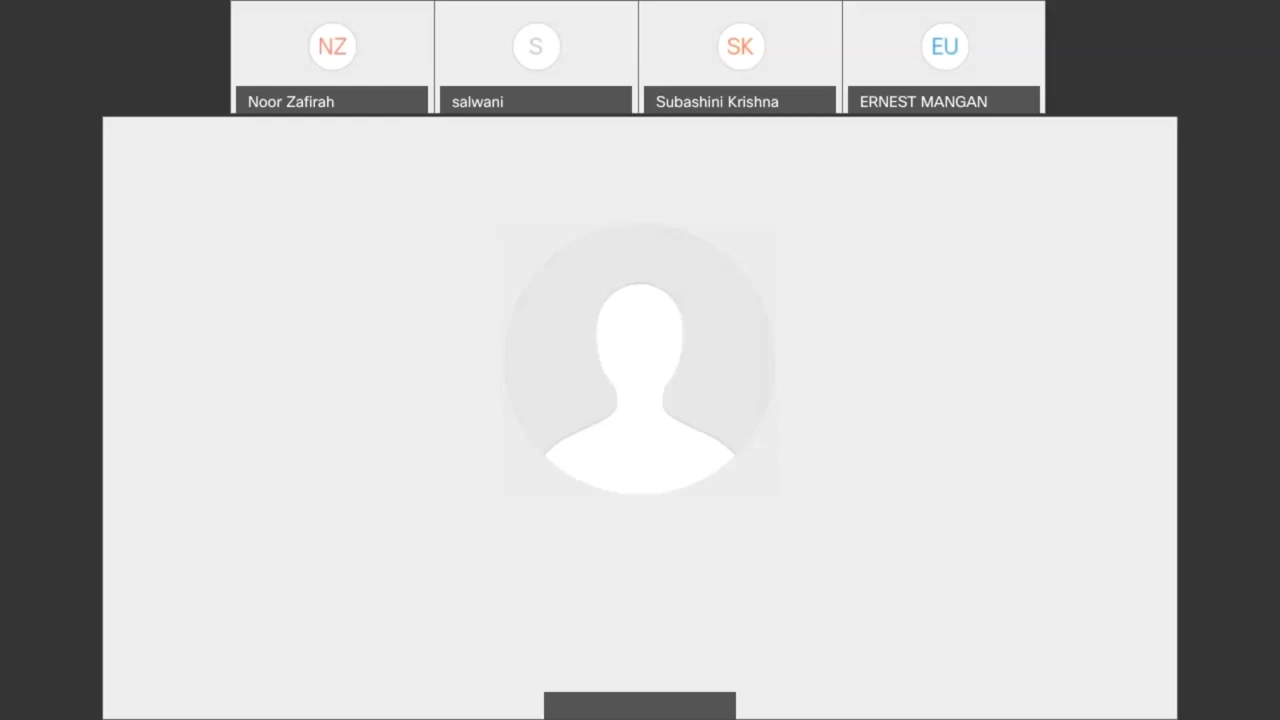 NZ
S
SK
EU
Noor Zafirah
salwani
Subashini Krishna
ERNEST MANGAN